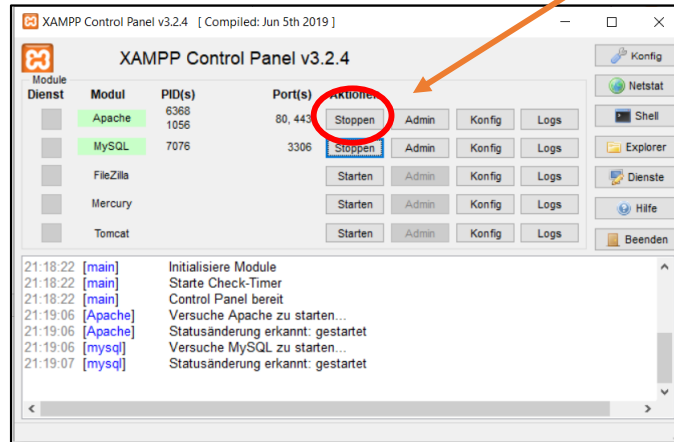 XAMPP Control Panel v3.2.4 [ Compiled: Jun 5th 2019 ]
XAMPP Control Panel v3.2.4
Konfig
Module
Dienst Modul PID(s) Port(s) Aktionen
Netstat
Apache 6368 1056 80, 443 Stoppen Admin Konfig Logs
Shell
MySQL 7076 3306 Stoppen Admin Konfig Logs
Explorer
FileZilla Starten Admin Konfig Logs
Dienste
Mercury Starten Admin Konfig Logs
Hilfe
Tomcat Starten Admin Konfig Logs
Beenden
21:18:22 [main] Initialisiere Module
21:18:22 [main] Starte Check-Timer
21:18:22 [main] Control Panel bereit
21:19:06 [Apache] Versuche Apache zu starten...
21:19:06 [Apache] Statusänderung erkannt: gestartet
21:19:06 [mysql] Versuche MySQL zu starten...
21:19:07 [mysql] Statusänderung erkannt: gestartet